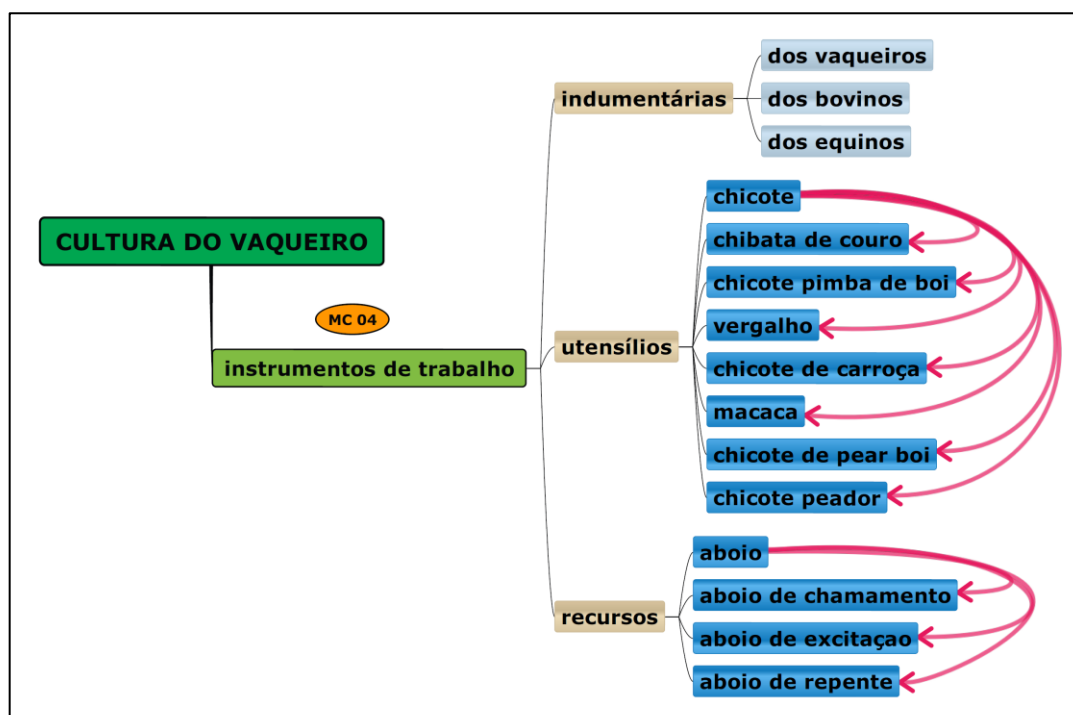 CULTURA DO VAQUEIRO
MC 04
instrumentos de trabalho
indumentárias
dos vaqueiros
dos bovinos
dos equinos
utensílios
chicote
chibata de couro
chicote pimba de boi
vergalho
chicote de carroça
macaca
chicote de pear boi
chicote peador
recursos
aboio
aboio de chamamento
aboio de excitaçao
aboio de repente